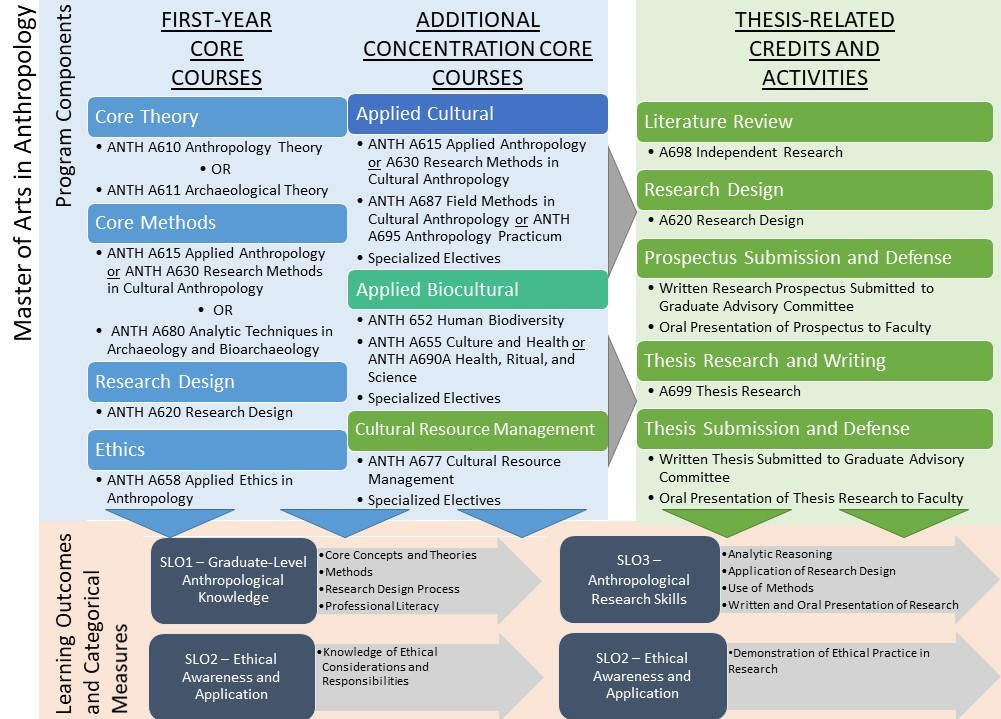 Master of Arts in Anthropology
Program Components
FIRST-YEAR
CORE
COURSES
Core Theory
• ANTH A610 Anthropology Theory
• OR
• ANTH A611 Archaeological Theory
Core Methods
• ANTH A615 Applied Anthropology
or ANTH A630 Research Methods
in Cultural Anthropology
• OR
• ANTH A680 Analytic Techniques in
Archaeology and Bioarchaeology
Research Design
• ANTH A620 Research Design
Ethics
• ANTH A658 Applied Ethics in
Anthropology
ADDITIONAL
CONCENTRATION CORE
COURSES
Applied Cultural
• ANTH A615 Applied Anthropology
or A630 Research Methods in
Cultural Anthropology
• ANTH A687 Field Methods in
Cultural Anthropology or ANTH
A695 Anthropology Practicum
• Specialized Electives
Applied Biocultural
• ANTH 652 Human Biodiversity
• ANTH A655 Culture and Health or
ANTH A690A Health, Ritual, and
Science
• Specialized Electives
Cultural Resource Management
• ANTH A677 Cultural Resource
Management
• Specialized Electives
THESIS-RELATED
CREDITS AND
ACTIVITIES
Literature Review
• A698 Independent Research
Research Design
• A620 Research Design
Prospectus Submission and Defense
• Written Research Prospectus Submitted to
Graduate Advisory Committee
• Oral Presentation of Prospectus to Faculty
Thesis Research and Writing
• A699 Thesis Research
Thesis Submission and Defense
• Written Thesis Submitted to Graduate Advisory
Committee
• Oral Presentation of Thesis Research to Faculty
Learning Outcomes
and Categorical
Measures
SLO1 – Graduate-Level
Anthropological
Knowledge
•Core Concepts and Theories
•Methods
•Research Design Process
•Professional Literacy
SLO3 –
Anthropological
Research Skills
•Analytic Reasoning
•Application of Research Design
•Use of Methods
•Written and Oral Presentation of Research
SLO2 – Ethical
Awareness and
Application
•Knowledge of Ethical
Considerations and
Responsibilities
SLO2 – Ethical
Awareness and
Application
•Demonstration of Ethical Practice in
Research